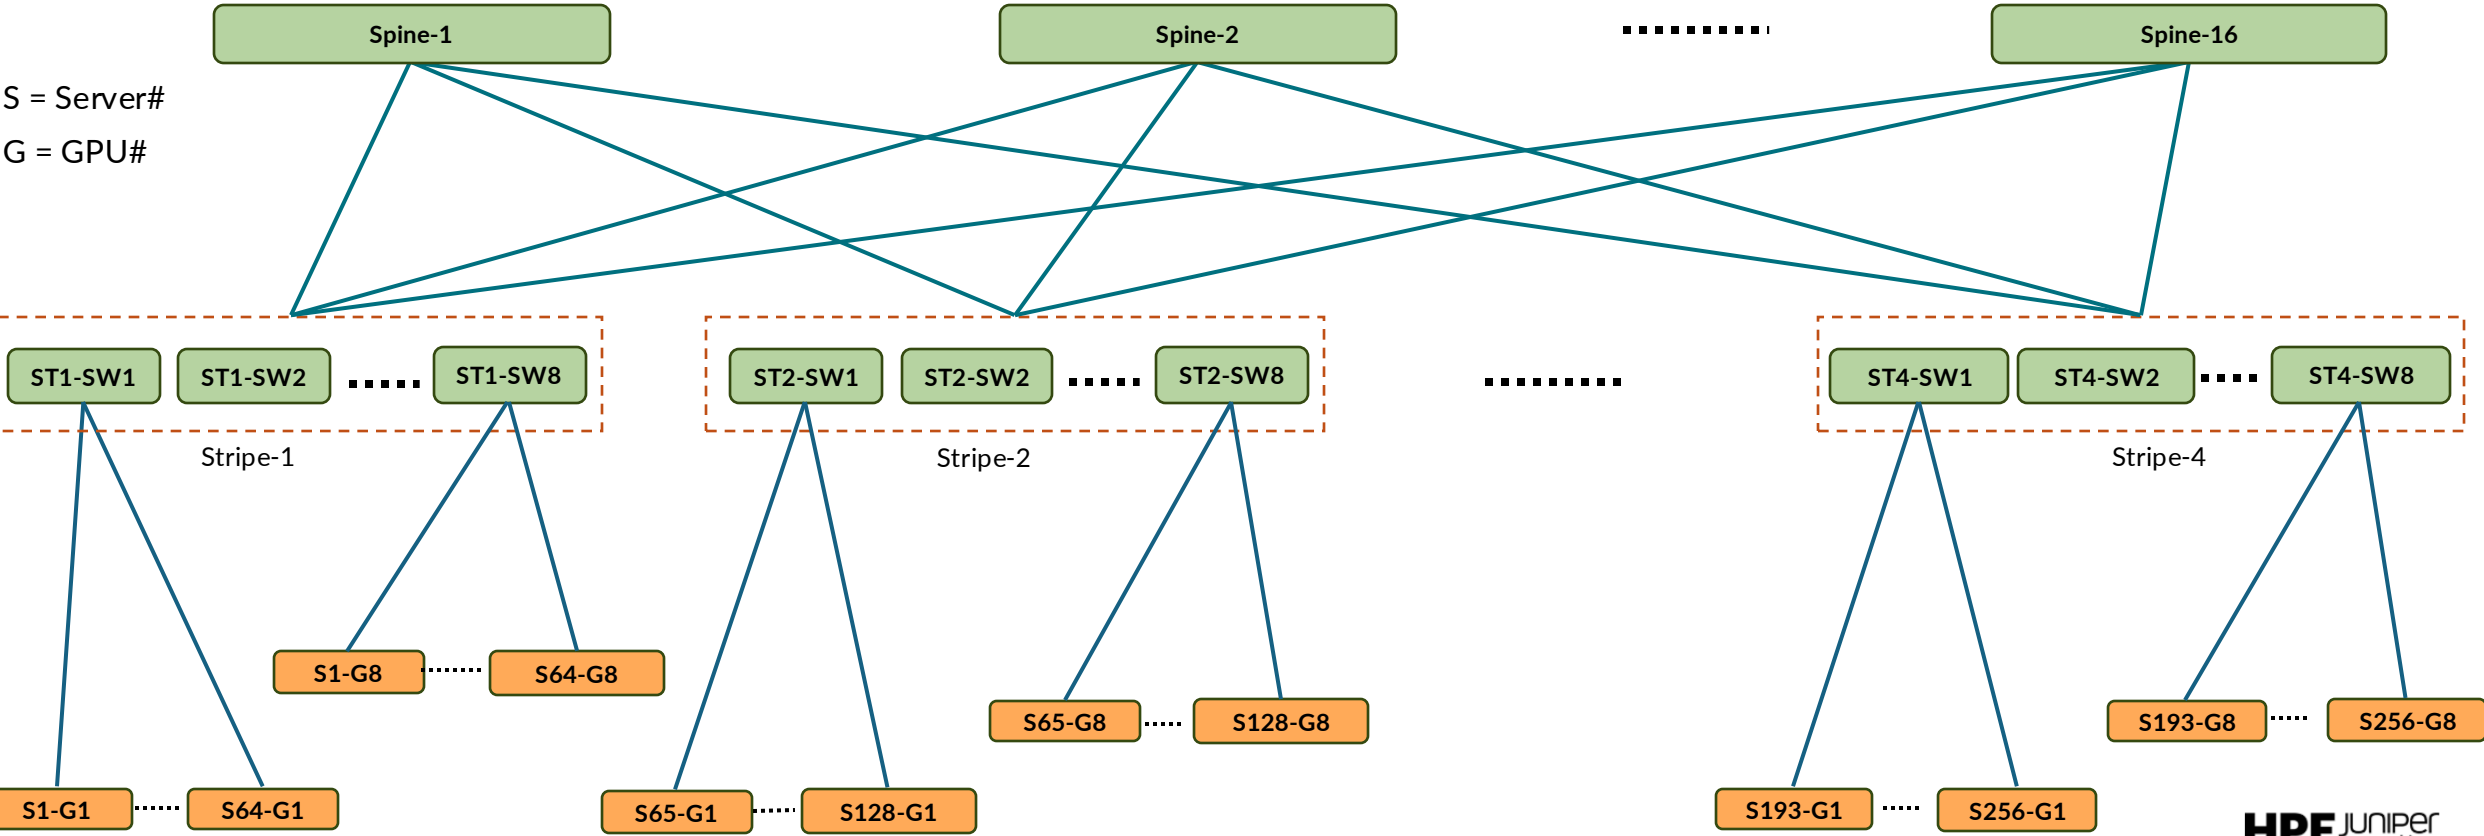 Spine-1
Spine-2
Spine-16
S = Server#
G = GPU#
ST1-SW1
ST1-SW2
ST1-SW8
ST2-SW1
ST2-SW2
ST2-SW8
ST4-SW1
ST4-SW2
ST4-SW8
Stripe-1
Stripe-2
Stripe-4
S1-G8
S64-G8
S65-G8
S128-G8
S193-G8
S256-G8
S1-G1
S64-G1
S65-G1
S128-G1
S193-G1
S256-G1
HPE JUNIPer